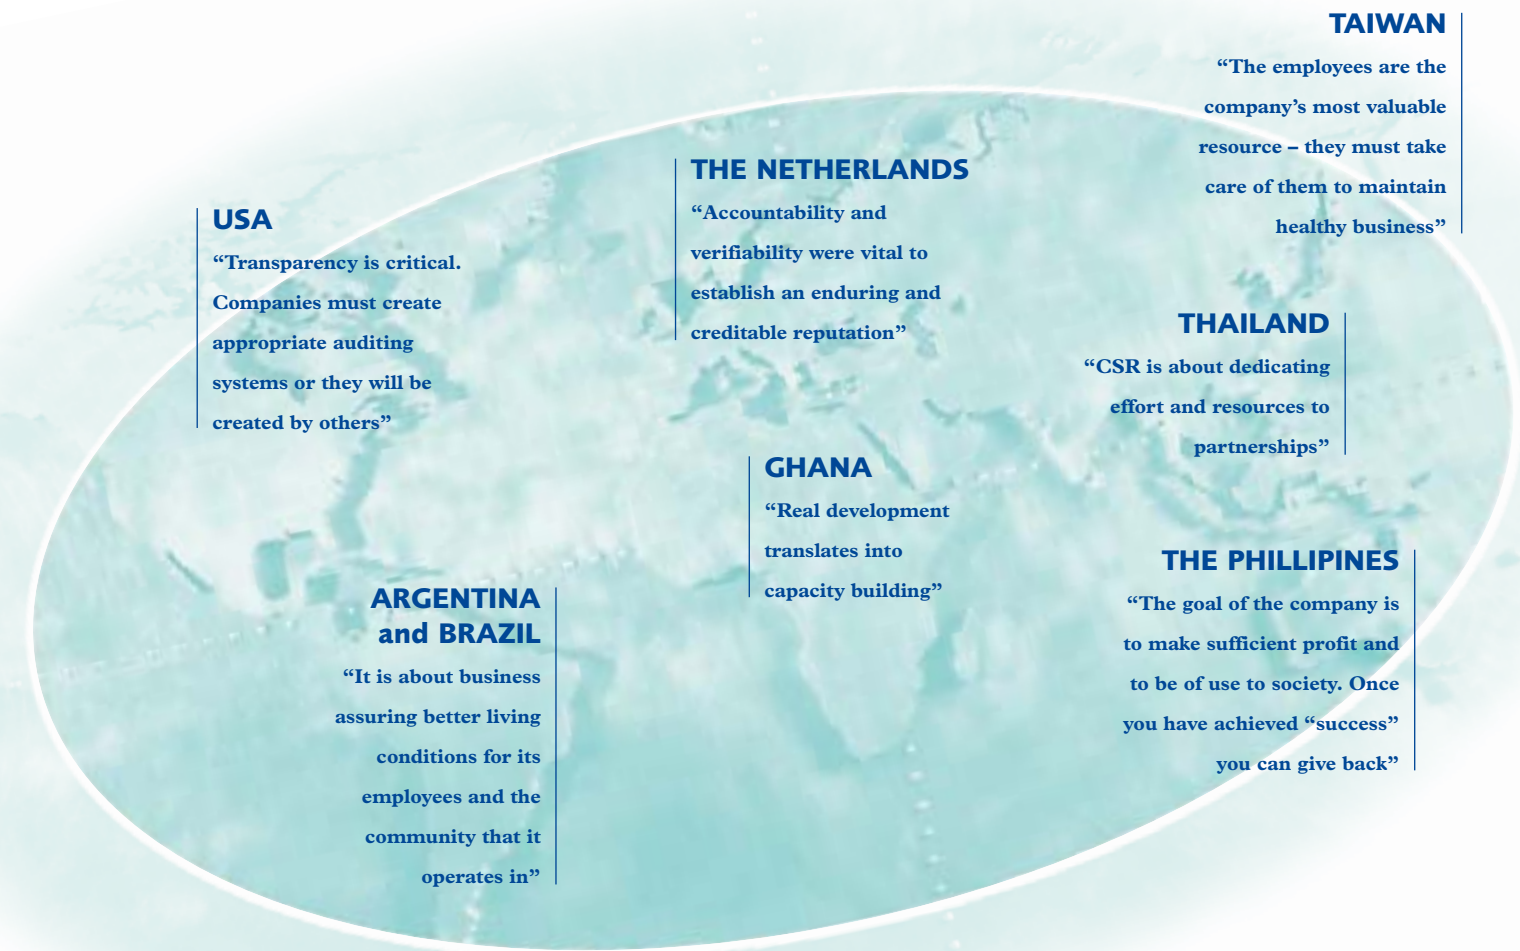 TAIWAN
“The employees are the
company’s most valuable
resource – they must take
care of them to maintain
healthy business”
THE NETHERLANDS
“Accountability and
verifiability were vital to
establish an enduring and
creditable reputation”
USA
“Transparency is critical.
Companies must create
appropriate auditing
systems or they will be
created by others”
THAILAND
“CSR is about dedicating
effort and resources to
partnerships”
GHANA
“Real development
translates into
capacity building”
THE PHILLIPINES
“The goal of the company is
to make sufficient profit and
to be of use to society. Once
you have achieved “success”
you can give back”
ARGENTINA
and BRAZIL
“It is about business
assuring better living
conditions for its
employees and the
community that it
operates in”